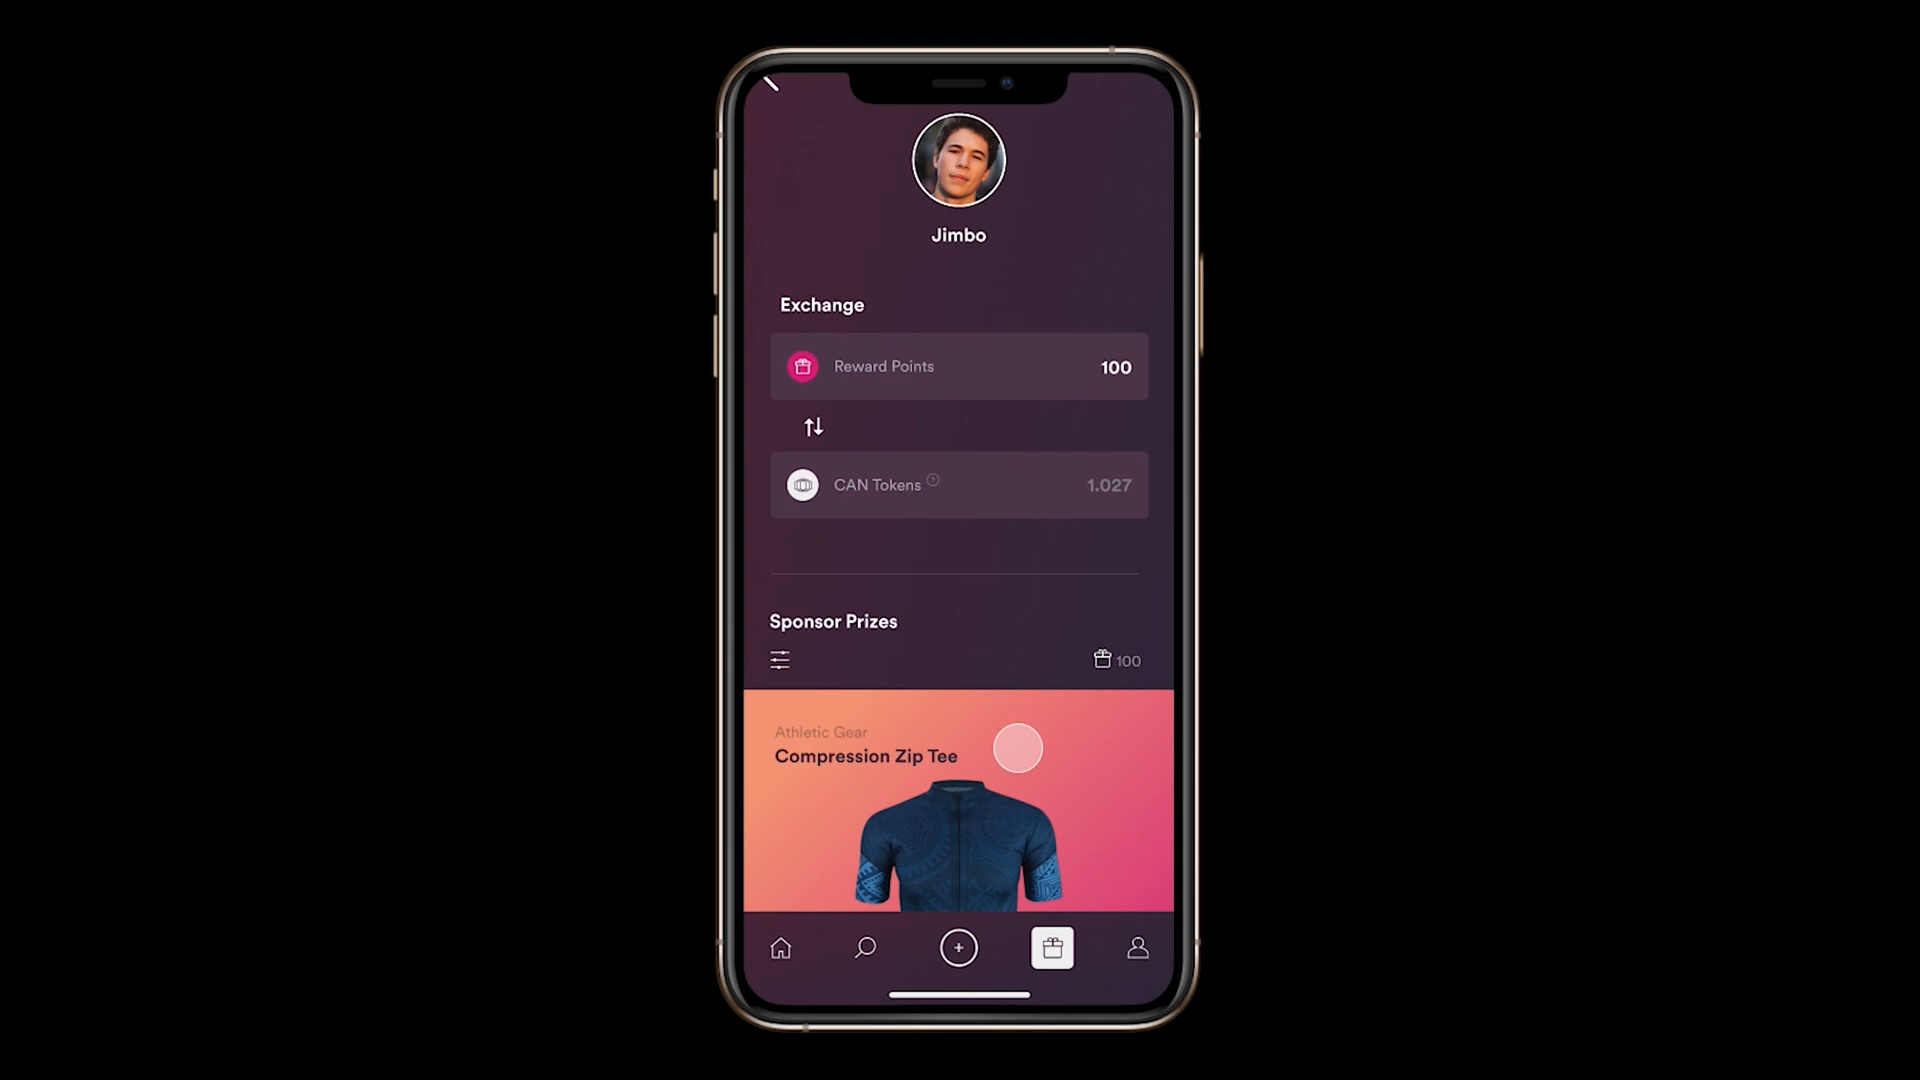 Jimbo
Exchange
Reward Points 100
CAN Tokens ? 1.027
Sponsor Prizes
100
Athletic Gear
Compression Zip Tee